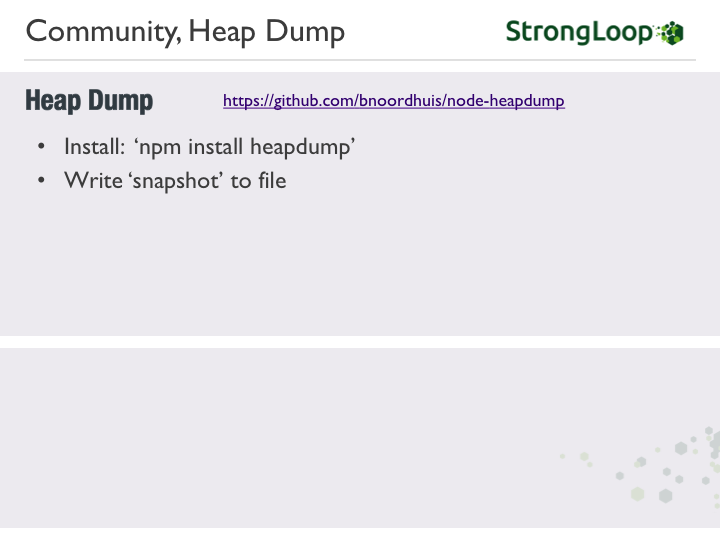 Community, Heap Dump
StrongLoop
Heap Dump
https://github.com/bnoordhuis/node-heapdump
• Install: ‘npm install heapdump’
• Write ‘snapshot’ to file